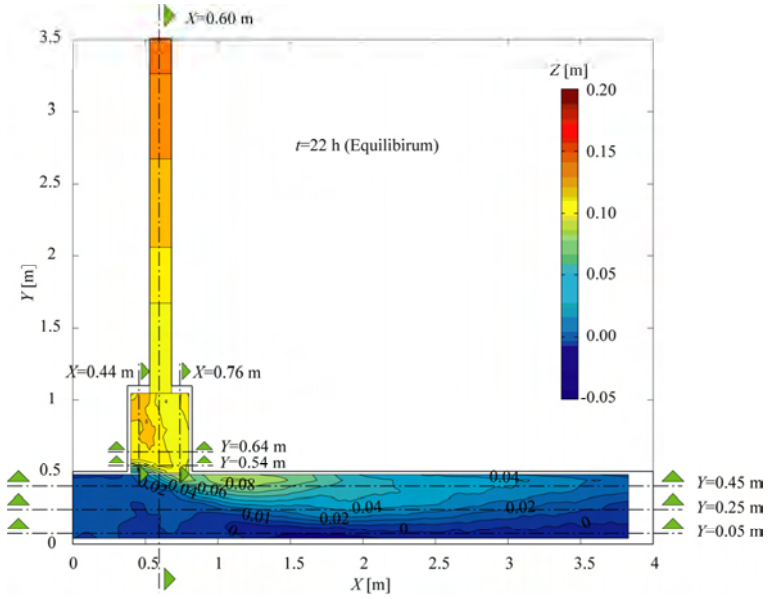 X=0.60 m
3.5
Z [m]
0.20
3
t=22 h (Equilibirum)
0.15
2.5
0.10
2
Y [m]
0.05
1.5
0.00
X=0.44 m
X=0.76 m
-0.05
1
Y=0.64 m
Y=0.54 m
0.5
0.02
0.04
0.06
0.08
0.04
Y=0.45 m
0.01
0.02
0.04
0.02
Y=0.25 m
0
0
0
Y=0.05 m
0
0
0.5
1
1.5
2
2.5
3
3.5
4
X [m]